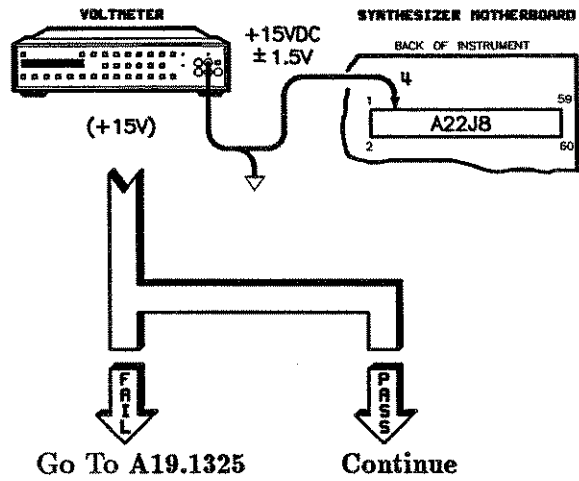 VOLTMETER
SYNTHESIZER MOTHERBOARD
+15VDC
± 1.5V
BACK OF INSTRUMENT
4
1
59
A22J8
(+15V)
2
60
FAIL
PASS
Go To A19.1325
Continue